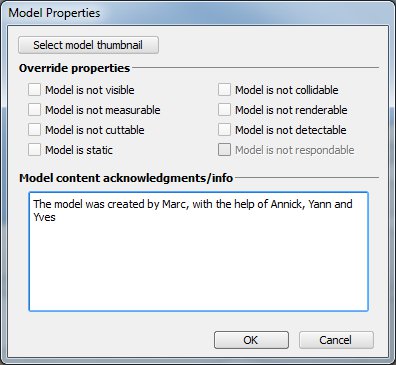 Model Properties
Select model thumbnail
Override properties
Model is not visible
Model is not collidable
Model is not measurable
Model is not renderable
Model is not cuttable
Model is not detectable
Model is static
Model is not respondable
Model content acknowledgments/info
The model was created by Marc, with the help of Annick, Yann and
Yves
OK
Cancel